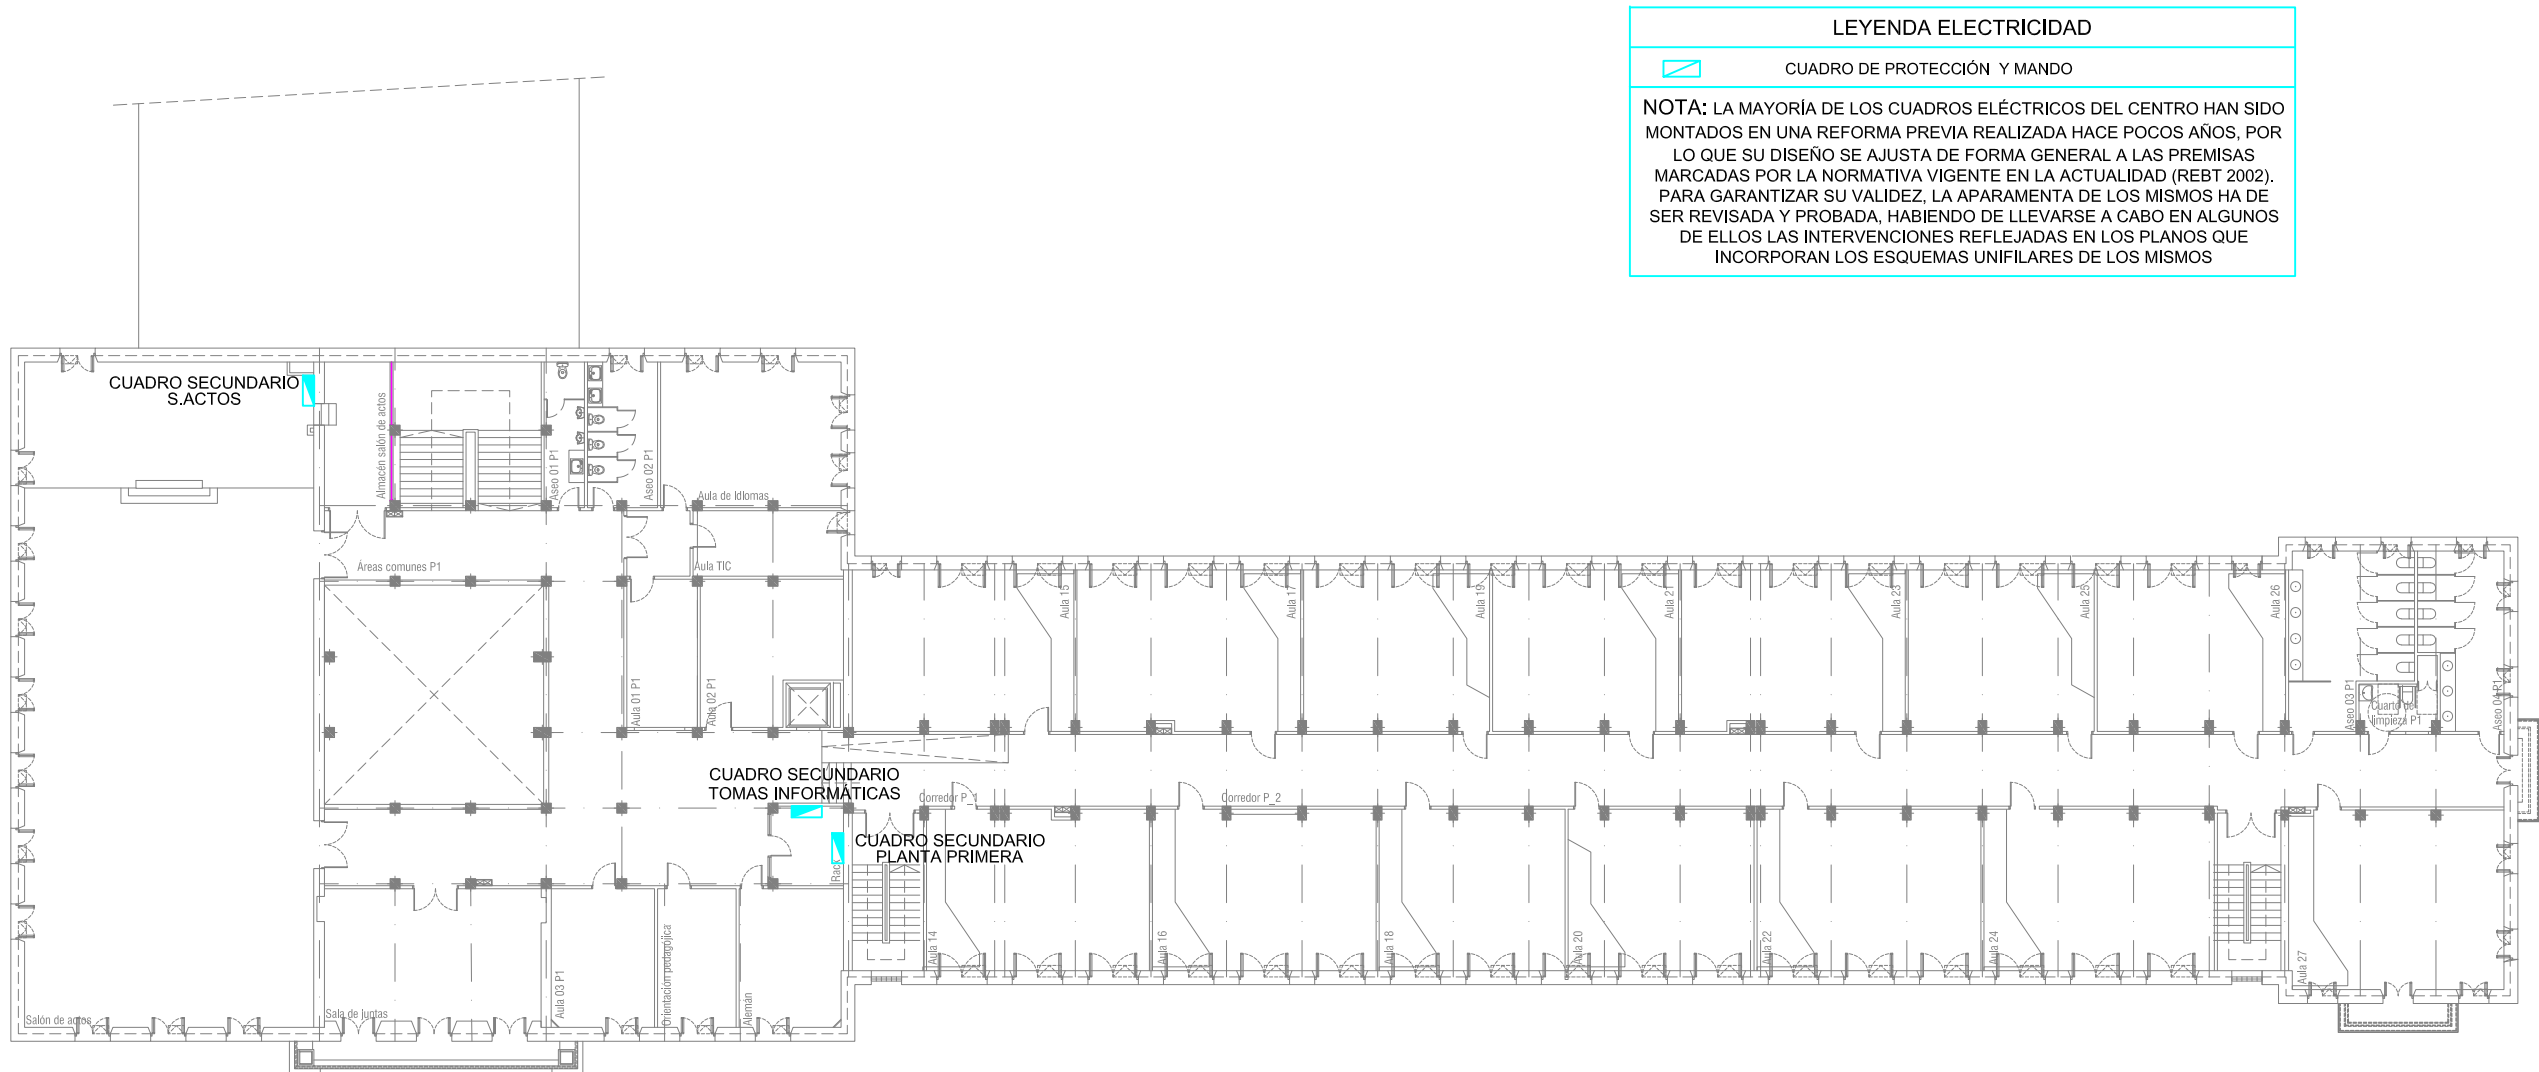 LEYENDA ELECTRICIDAD
CUADRO DE PROTECCIÓN Y MANDO
NOTA: LA MAYORÍA DE LOS CUADROS ELÉCTRICOS DEL CENTRO HAN SIDO
MONTADOS EN UNA REFORMA PREVIA REALIZADA HACE POCOS AÑOS, POR
LO QUE SU DISEÑO SE AJUSTA DE FORMA GENERAL A LAS PREMISAS
MARCADAS POR LA NORMATIVA VIGENTE EN LA ACTUALIDAD (REBT 2002).
PARA GARANTIZAR SU VALIDEZ, LA APARAMENTA DE LOS MISMOS HA DE
SER REVISADA Y PROBADA, HABIENDO DE LLEVARSE A CABO EN ALGUNOS
DE ELLOS LAS INTERVENCIONES REFLEJADAS EN LOS PLANOS QUE
INCORPORAN LOS ESQUEMAS UNIFILARES DE LOS MISMOS
CUADRO SECUNDARIO
S.ACTOS
Almacén salón de actos
Aseo 01 P1
Aseo 02 P1
Aula de Idiomas
Áreas comunes P1
Aula TIC
Aula 01 P1
Aula 02 P1
Aula 15
Aula 17
Aula 19
Aula 21
Aula 23
Aula 25
Aula 26
Aseo 03 P1
Cuarto de
limpieza P1
Aseo 04 P1
CUADRO SECUNDARIO
TOMAS INFORMÁTICAS
Corredor P_1
Corredor P_2
CUADRO SECUNDARIO
PLANTA PRIMERA
Rack
Aula 14
Aula 16
Aula 18
Aula 20
Aula 22
Aula 24
Aula 27
Salón de actos
Sala de juntas
Aula 03 P1
Orientación pedagójica
Alemán